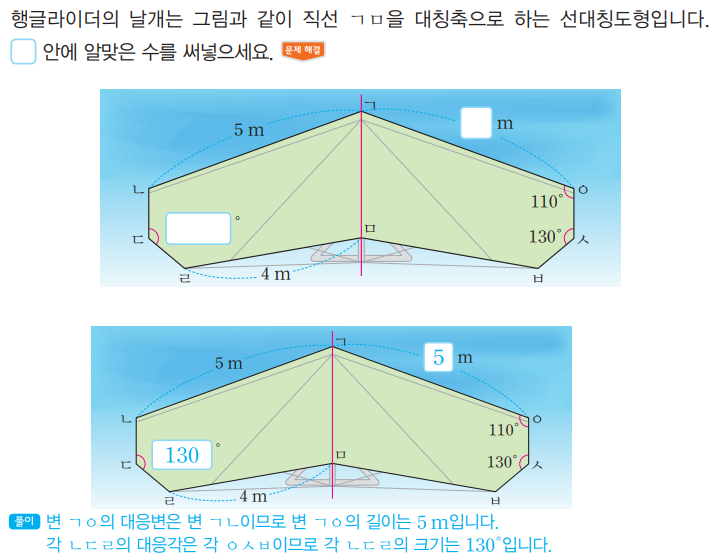 행글라이더의 날개는 그림과 같이 직선 ㄱㅁ을 대칭축으로 하는 선대칭도형입니다.
안에 알맞은 수를 써넣으세요. 문제 해결
ㄱ
5 m
m
ㄴ
ㅇ
110°
°
ㅁ
130°
ㄷ
ㅅ
ㄹ
4 m
ㅂ
ㄱ
5 m
5 m
ㄴ
ㅇ
110°
130°
ㅁ
130°
ㄷ
ㅅ
ㄹ
4 m
ㅂ
풀이 변 ㄱㅇ의 대응변은 변 ㄱㄴ이므로 변 ㄱㅇ의 길이는 5 m입니다.
각 ㄴㄷㄹ의 대응각은 각 ㅇㅅㅂ이므로 각 ㄴㄷㄹ의 크기는 130°입니다.